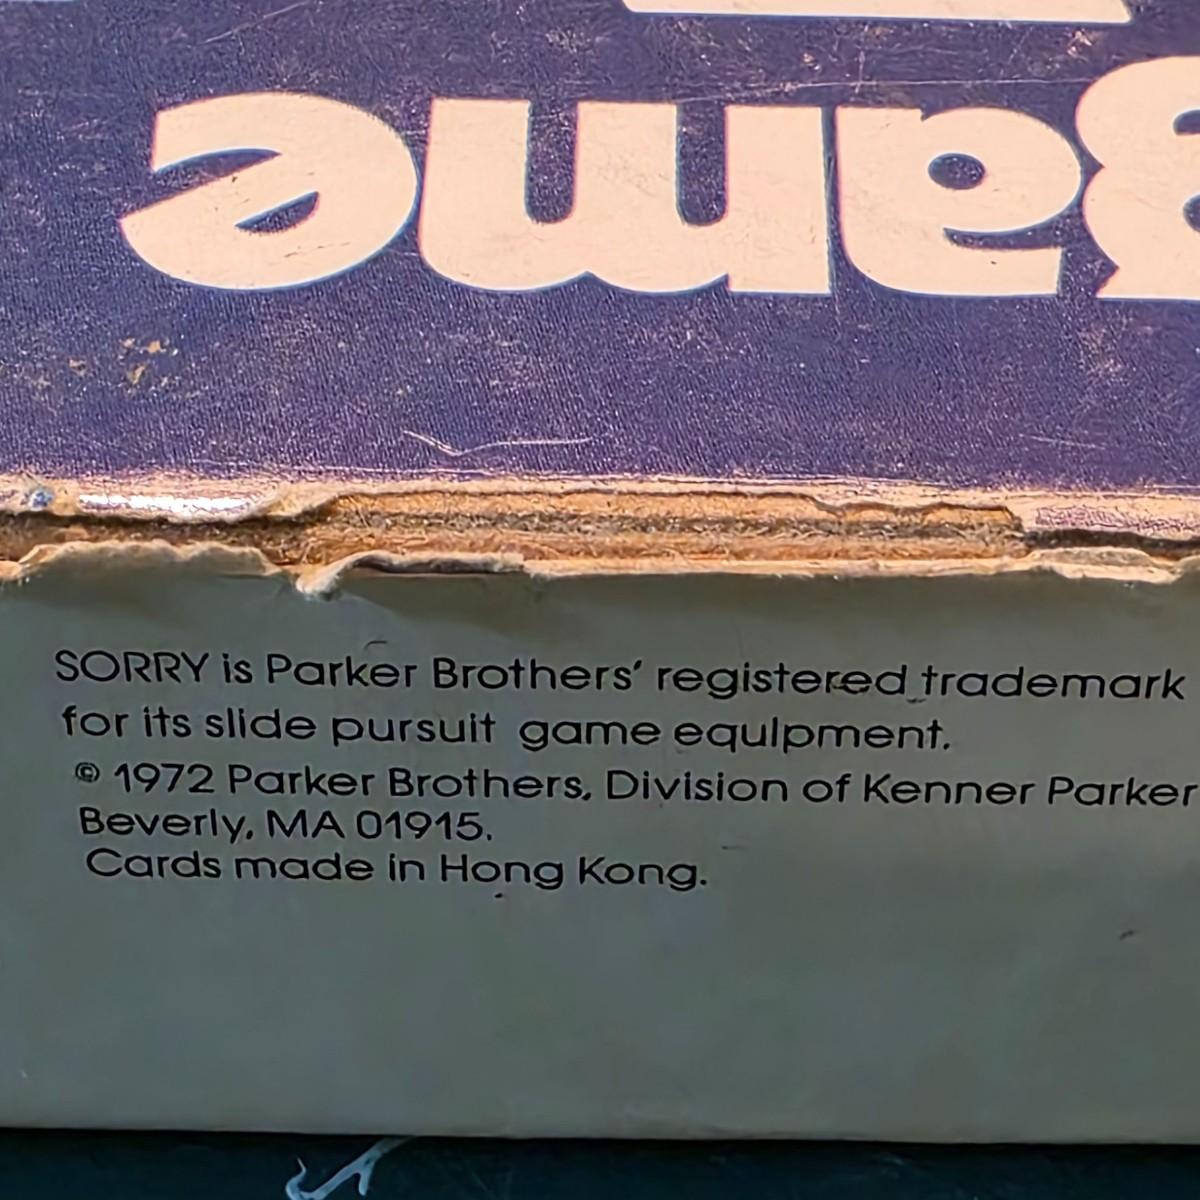 game
SORRY is Parker Brothers' registered trademark
for its slide pursuit game equipment.
© 1972 Parker Brothers, Division of Kenner Parker
Beverly, MA 01915.
Cards made in Hong Kong.